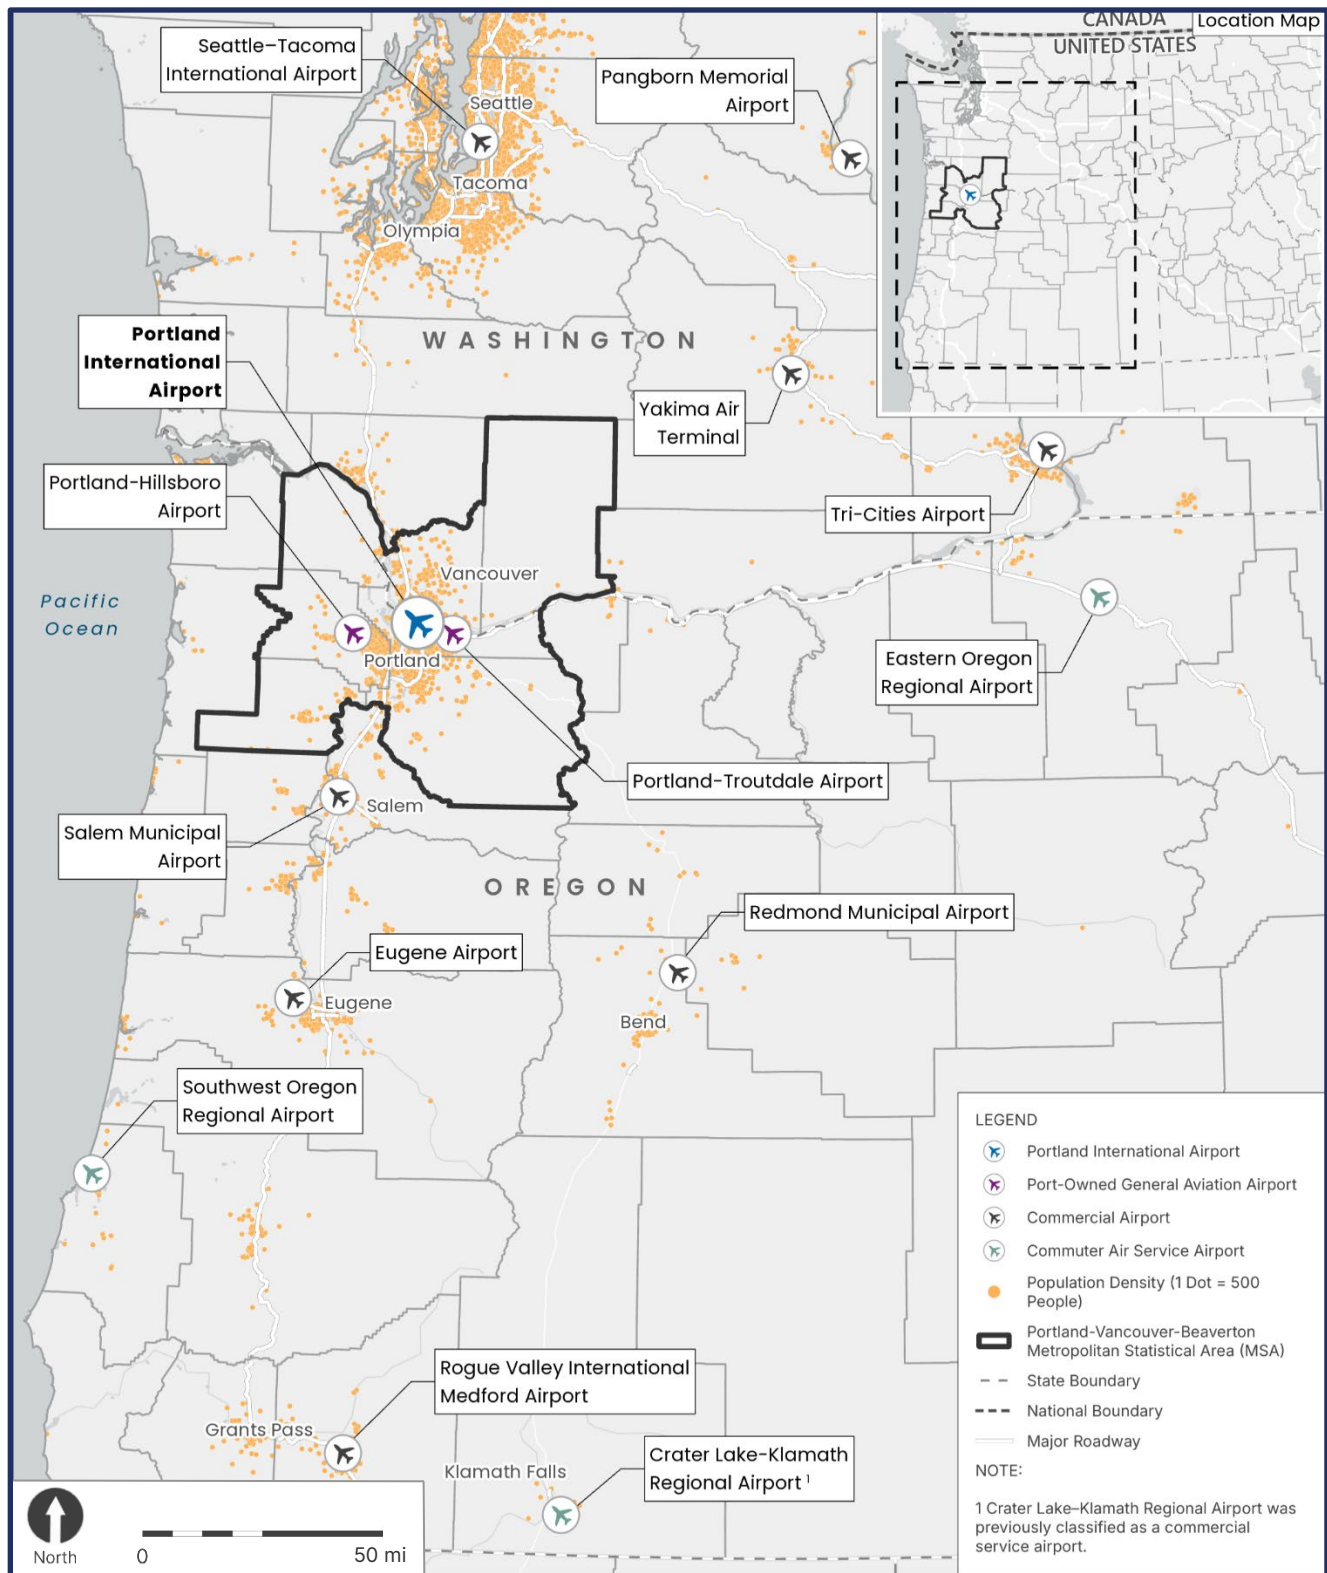 CANADA
UNITED STATES
Location Map
Seattle–Tacoma
International Airport
Pangborn Memorial
Airport
Seattle
Tacoma
Olympia
WASHINGTON
Portland
International
Airport
Yakima Air
Terminal
Portland-Hillsboro
Airport
Tri-Cities Airport
Vancouver
Pacific
Ocean
Portland
Eastern Oregon
Regional Airport
Portland-Troutdale Airport
Salem
Salem Municipal
Airport
OREGON
Redmond Municipal Airport
Eugene Airport
Eugene
Bend
Southwest Oregon
Regional Airport
Rogue Valley International
Medford Airport
Grants Pass
Klamath Falls
Crater Lake-Klamath
Regional Airport 1
North
0
50 mi
LEGEND
Portland International Airport
Port-Owned General Aviation Airport
Commercial Airport
Commuter Air Service Airport
Population Density (1 Dot = 500
People)
Portland-Vancouver-Beaverton
Metropolitan Statistical Area (MSA)
State Boundary
National Boundary
Major Roadway
NOTE:
1 Crater Lake–Klamath Regional Airport was
previously classified as a commercial
service airport.